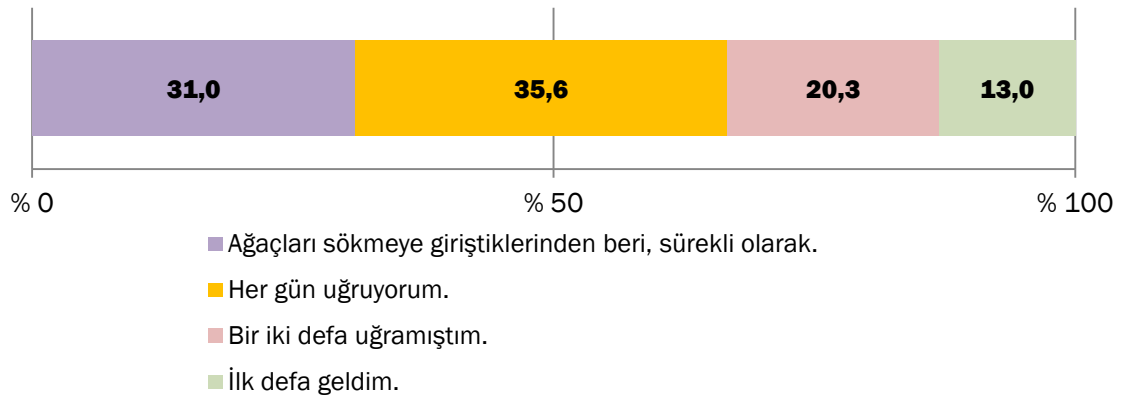 31,0 35,6 20,3 13,0
% 0 % 50 % 100
Ağaçları sökmeye giriştiklerinden beri, sürekli olarak.
Her gün uğruyorum.
Bir iki defa uğramıştım.
İlk defa geldim.